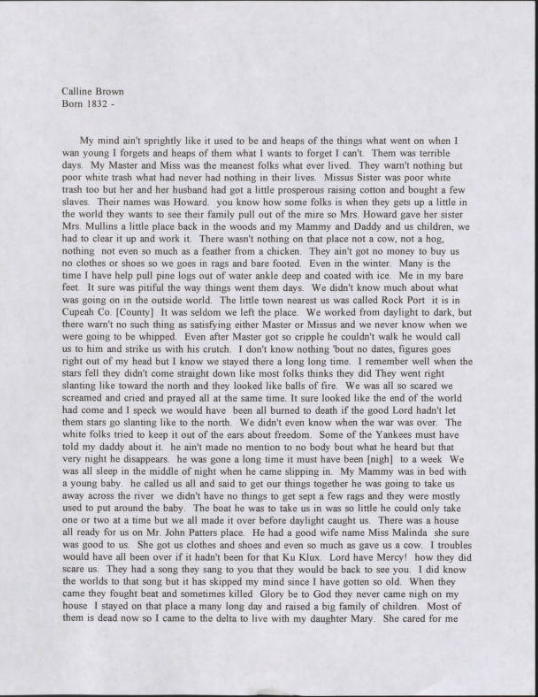 Calline Brown
Born 1832 -
My mind ain't sprightly like it used to be and heaps of the things what went on when I
wan young I forgets and heaps of them what I wants to forget I can't. Them was terrible
days. My Master and Miss was the meanest folks what ever lived. They warn't nothing but
poor white trash what had never had nothing in their lives. Missus Sister was poor white
trash too but her and her husband had got a little prosperous raising cotton and bought a few
slaves. Their names was Howard. you know how some folks is when they gets up a little in
the world they wants to see their family pull out of the mire so Mrs. Howard gave her sister
Mrs. Mullins a little place back in the woods and my Mammy and Daddy and us children, we
had to clear it up and work it. There wasn't nothing on that place not a cow, not a hog,
nothing not even so much as a feather from a chicken. They ain't got no money to buy us
no clothes or shoes so we goes in rags and bare footed. Even in the winter. Many is the
time I have help pull pine logs out of water ankle deep and coated with ice. Me in my bare
feet. It sure was pitiful the way things went them days. We didn't know much about what
was going on in the outside world. The little town nearest us was called Rock Port it is in
Cupeah Co. [County] It was seldom we left the place. We worked from daylight to dark, but
there warn't no such thing as satisfying either Master or Missus and we never know when we
were going to be whipped. Even after Master got so cripple he couldn't walk he would call
us to him and strike us with his crutch. I don't know nothing 'bout no dates, figures goes
right out of my head but I know we stayed there a long long time. I remember well when the
stars fell they didn't come straight down like most folks thinks they did They went right
slanting like toward the north and they looked like balls of fire. We was all so scared we
screamed and cried and prayed all at the same time. It sure looked like the end of the world
had come and I speck we would have been all burned to death if the good Lord hadn't let
them stars go slanting like to the north. We didn't even know when the war was over. The
white folks tried to keep it out of the ears about freedom. Some of the Yankees must have
told my daddy about it. he ain't made no mention to no body bout what he heard but that
very night he disappears. he was gone a long time it must have been [nigh] to a week We
was all sleep in the middle of night when he came slipping in. My Mammy was in bed with
a young baby. he called us all and said to get our things together he was going to take us
away across the river we didn't have no things to get sept a few rags and they were mostly
used to put around the baby. The boat he was to take us in was so little he could only take
one or two at a time but we all made it over before daylight caught us. There was a house
all ready for us on Mr. John Patters place. He had a good wife name Miss Malinda she sure
was good to us. She got us clothes and shoes and even so much as gave us a cow. I troubles
would have all been over if it hadn't been for that Ku Klux. Lord have Mercy! how they did
scare us. They had a song they sang to you that they would be back to see you. I did know
the worlds to that song but it has skipped my mind since I have gotten so old. When they
came they fought beat and sometimes killed Glory be to God they never came nigh on my
house I stayed on that place a many long day and raised a big family of children. Most of
them is dead now so I came to the delta to live with my daughter Mary. She cared for me